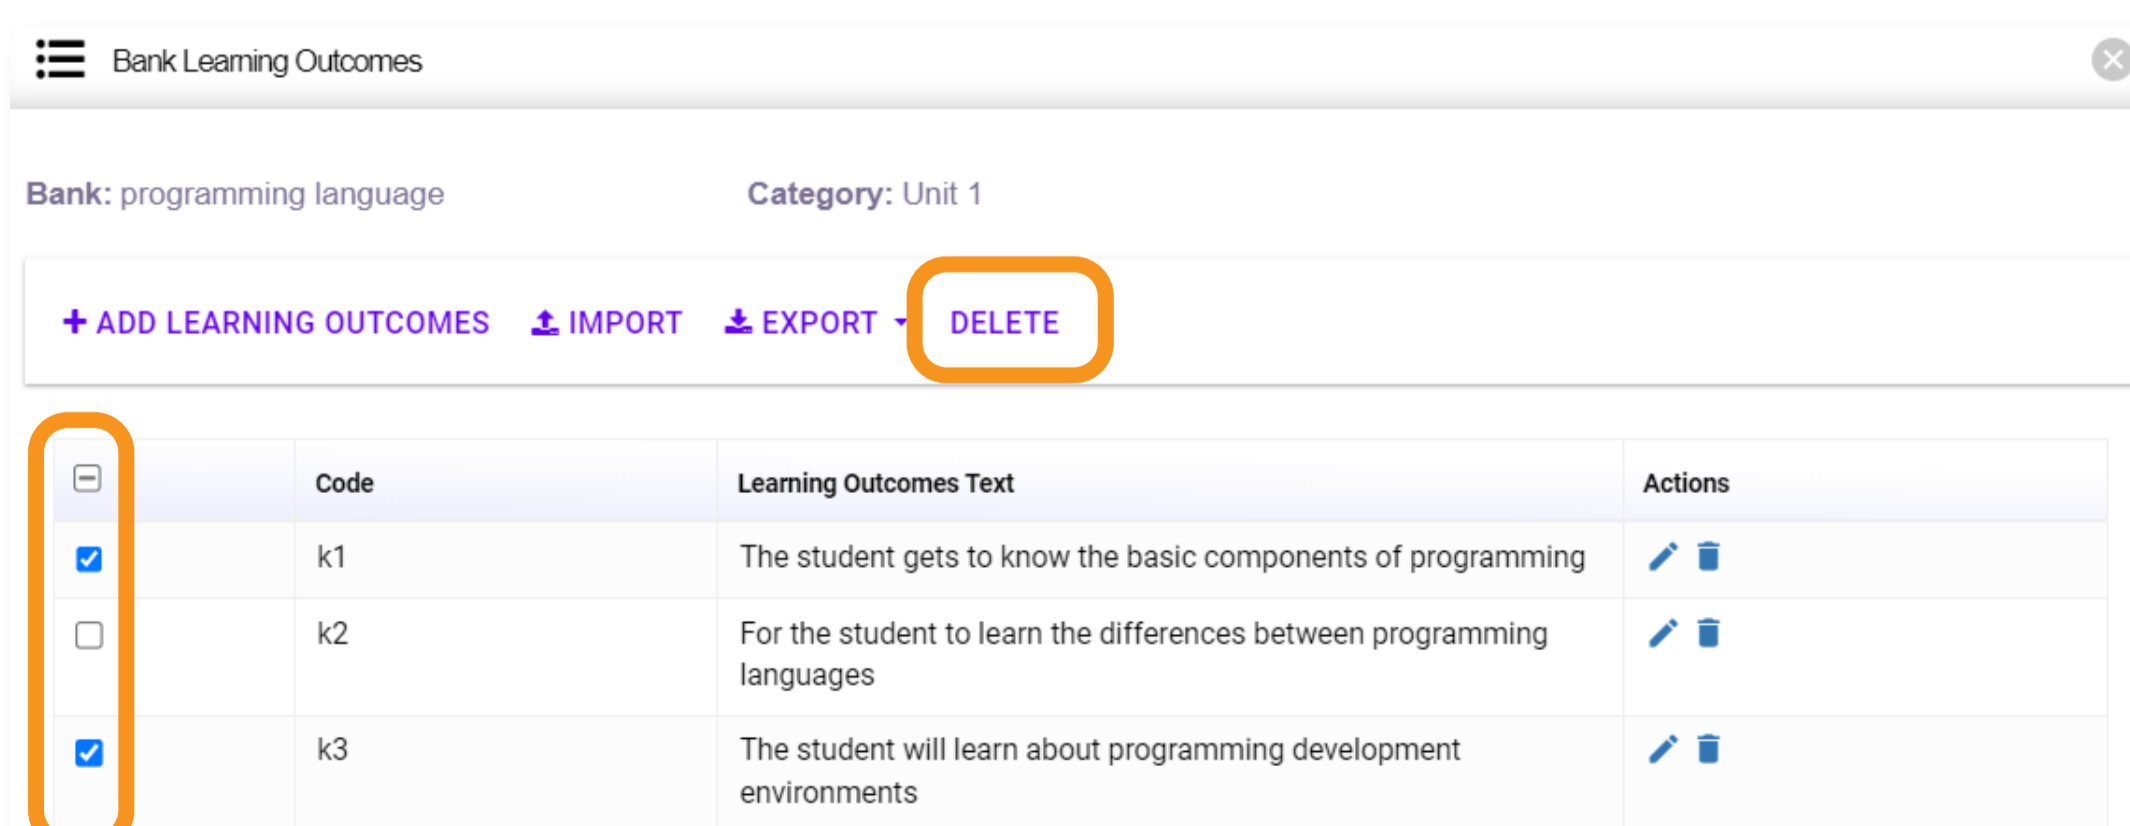 Bank Learning Outcomes
Bank: programming language Category: Unit 1
ADD LEARNING OUTCOMES IMPORT EXPORT DELETE
Code Learning Outcomes Text Actions
k1 The student gets to know the basic components of programming
k2 For the student to learn the differences between programming
languages
k3 The student will learn about programming development
environments